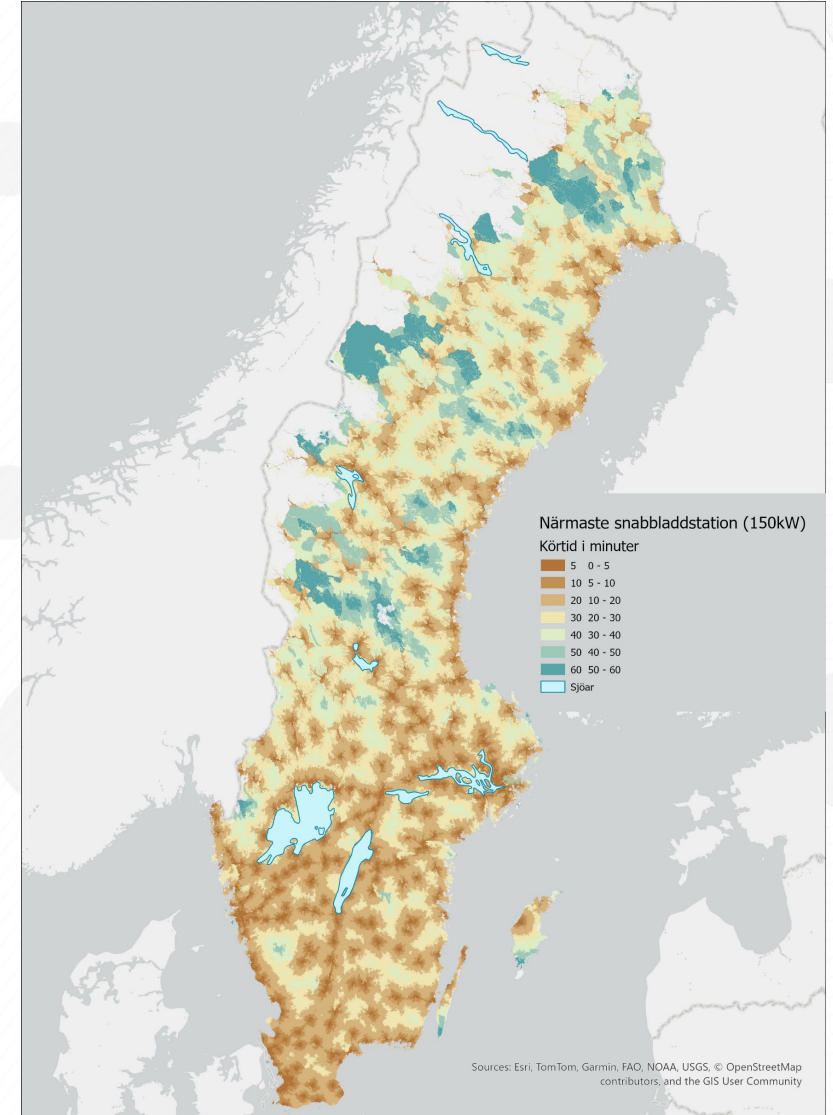 Närmaste snabbladdstation (150kW)
Körtid i minuter
5 0 - 5
10 5 - 10
20 10 - 20
30 20 - 30
40 30 - 40
50 40 - 50
60 50 - 60
Sjöar
Sources: Esri, TomTom, Garmin, FAO, NOAA, USGS, © OpenStreetMap
contributors, and the GIS User Community